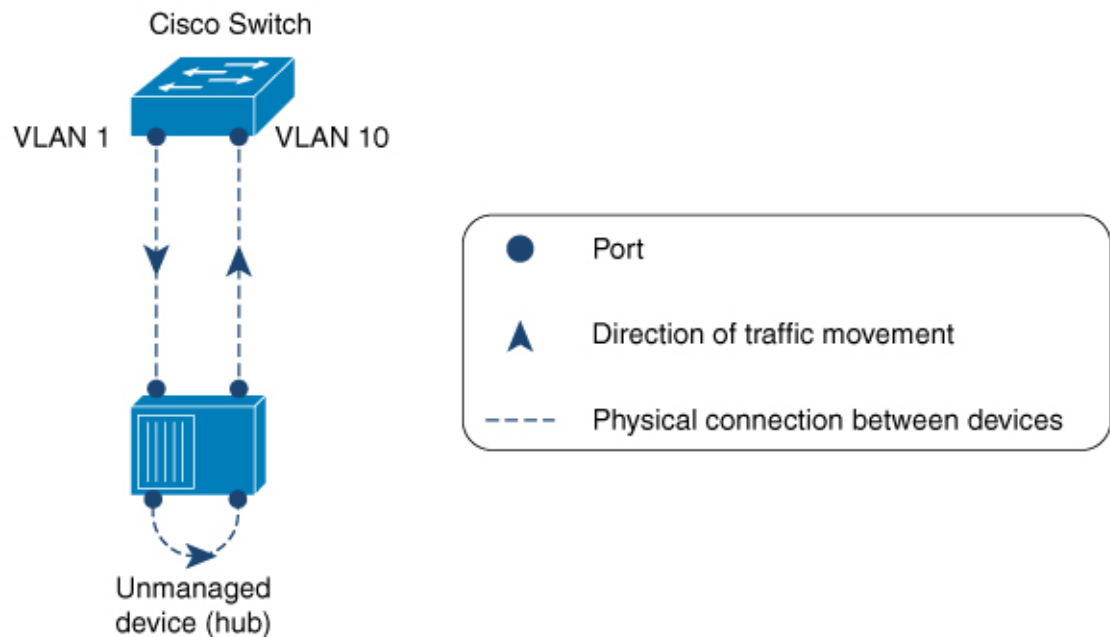 Cisco Switch
VLAN 1
VLAN 10
Port
Direction of traffic movement
Physical connection between devices
Unmanaged
device (hub)